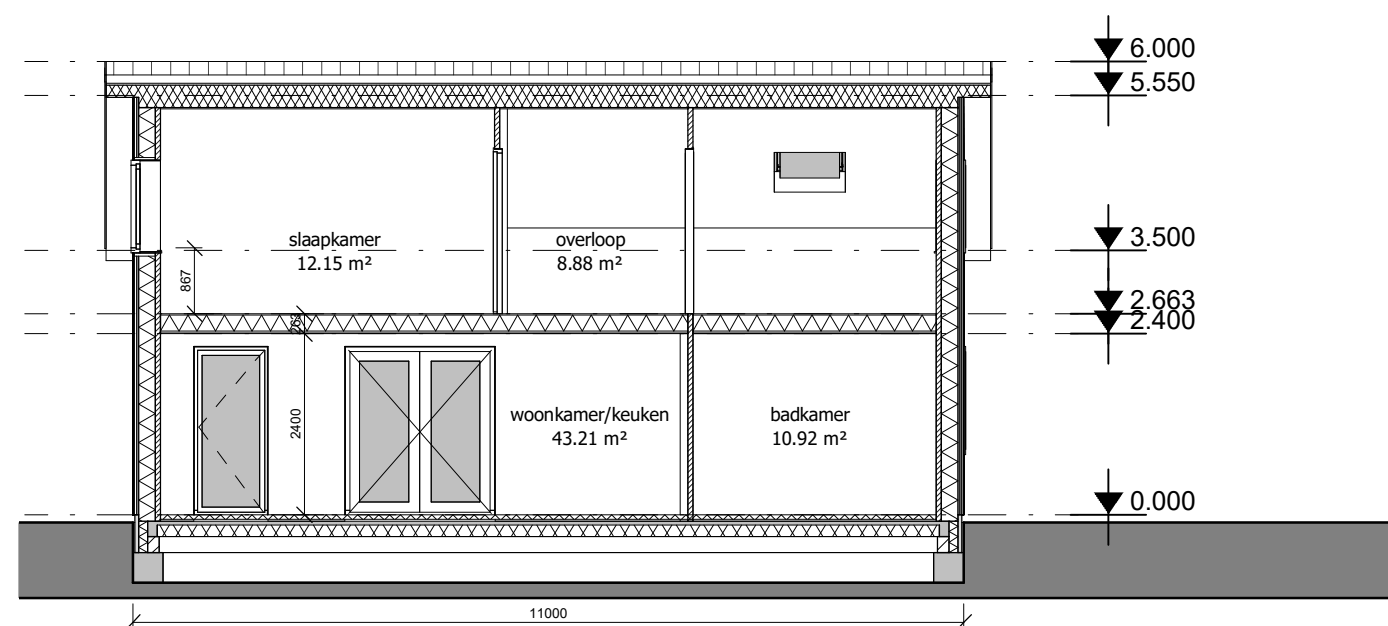 6.000
5.550
slaapkamer
12.15 m²
overloop
8.88 m²
3.500
867
2.663
263
2.400
2400
woonkamer/keuken
43.21 m²
badkamer
10.92 m²
0.000
11000